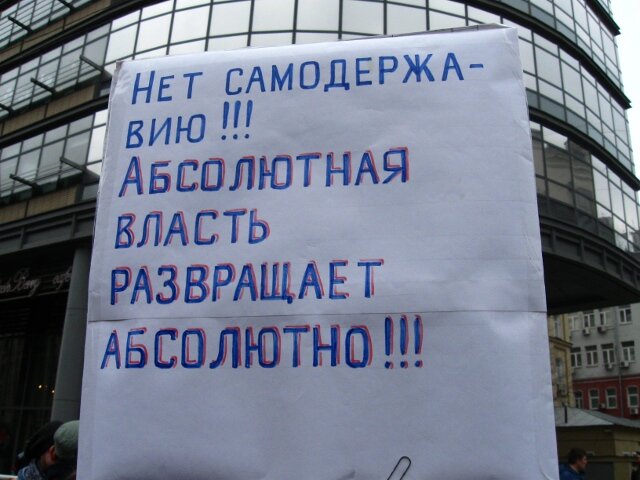 НЕТ САМОДЕРЖА-
ВИЮ!!!
АБСОЛЮТНАЯ
ВЛАСТЬ
РАЗВРАЩАЕТ
АБСОЛЮТНО!!!